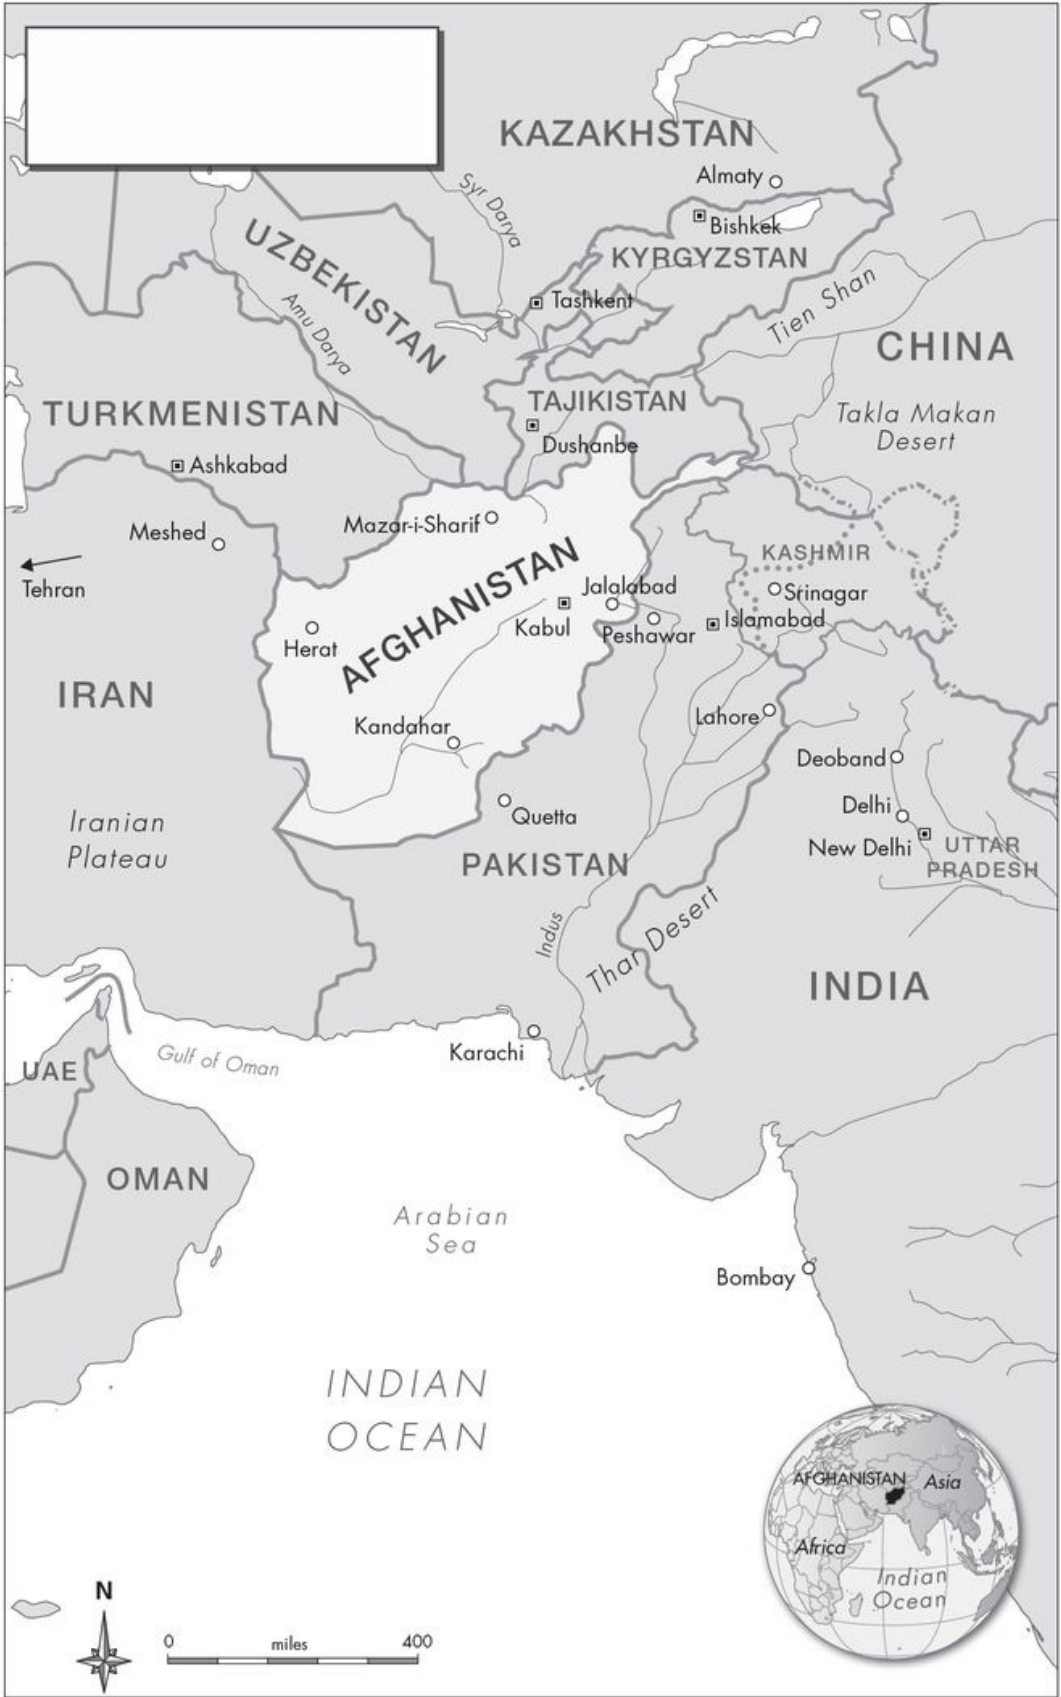 KAZAKHSTAN
Almaty
Syr Darya
Bishkek
UZBEKISTAN
KYRGYZSTAN
Tashkent
Tien Shan
Amu Darya
CHINA
TURKMENISTAN
TAJIKISTAN
Takla Makan
Desert
Dushanbe
Ashkabad
Mazar-i-Sharif
Meshed
KASHMIR
AFGHANISTAN
Tehran
Jalalabad
Srinagar
Kabul
Peshawar
Islamabad
Herat
IRAN
Kandahar
Lahore
Deoband
Delhi
Iranian
Plateau
Quetta
New Delhi
UTTAR
PRADESH
PAKISTAN
Indus
Thar Desert
INDIA
Karachi
Gulf of Oman
UAE
OMAN
Arabian
Sea
Bombay
INDIAN
OCEAN
AFGHANISTAN
Asia
Africa
Indian
Ocean
N
0 miles 400